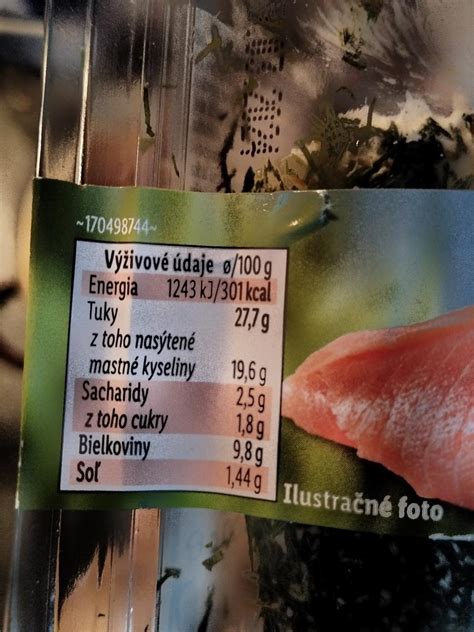 ~170498744~
Výživové údaje ø/100 g
Energia 1243 kJ/301 kcal
Tuky 27,7 g
z toho nasýtené
mastné kyseliny 19,6 g
Sacharidy 2,5 g
z toho cukry 1,8 g
Bielkoviny 9,8 g
Soľ 1,44 g
Ilustračné foto